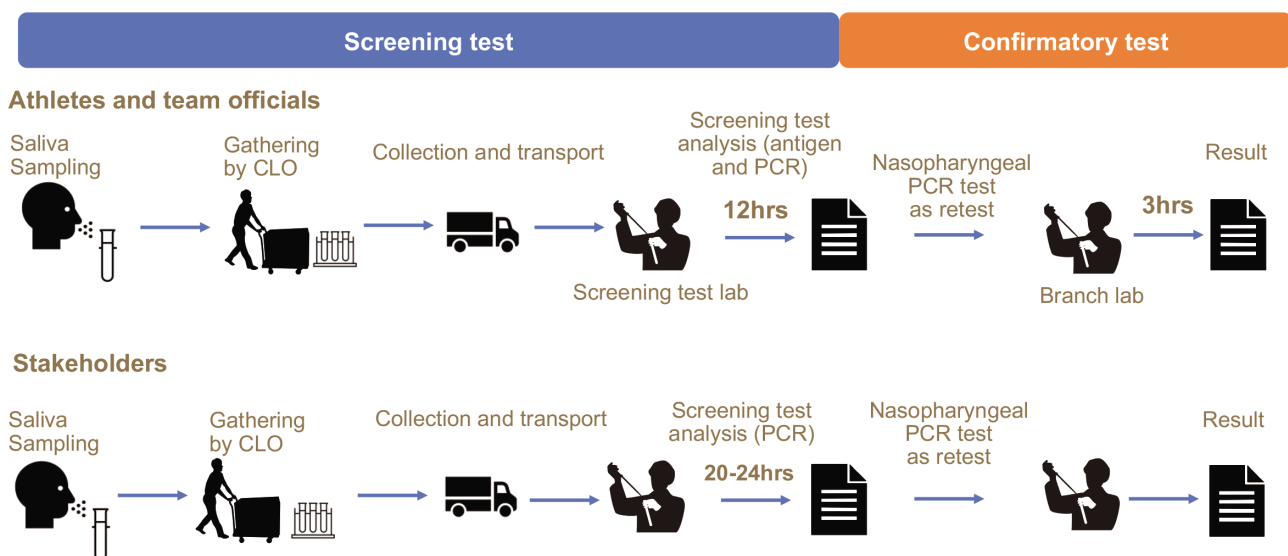 Screening test
Confirmatory test
Athletes and team officials
Saliva
Sampling
Gathering
by CLO
Collection and transport
Screening test
analysis (antigen
and PCR)
12hrs
Nasopharyngeal
PCR test
as retest
3hrs
Result
Screening test lab
Branch lab
Stakeholders
Saliva
Sampling
Gathering
by CLO
Collection and transport
Screening test
analysis (PCR)
20-24hrs
Nasopharyngeal
PCR test
as retest
Result